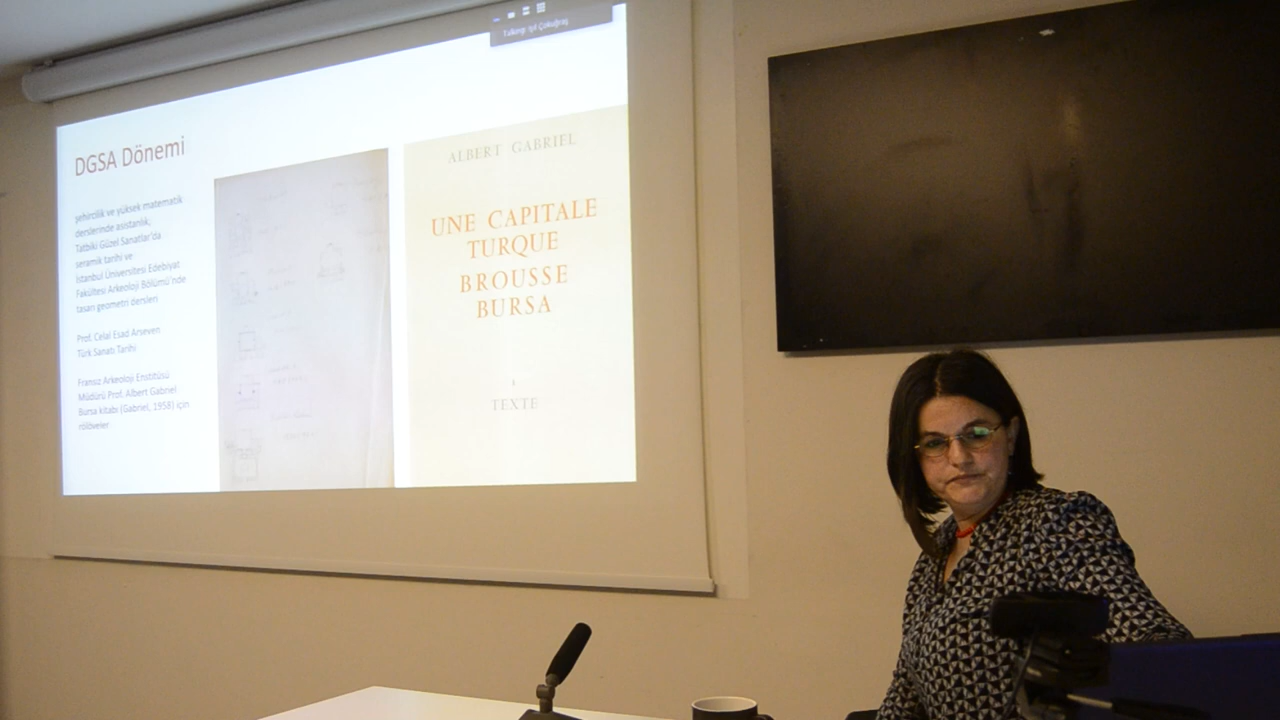 DGSA Dönemi
şehircilik ve yüksek matematik
derslerinde asistanlık;
Tatbiki Güzel Sanatlar'da
seramik tarihi ve
İstanbul Üniversitesi Edebiyat
Fakültesi Arkeoloji Bölümü'nde
tasarı geometri dersleri
Prof. Celal Esad Arseven
Türk Sanatı Tarihi
Fransız Arkeoloji Enstitüsü
Müdürü Prof. Albert Gabriel
Bursa kitabı (Gabriel, 1958) için
rölöveler
ALBERT GABRIEL
UNE CAPITALE
TURQUE
BROUSSE
BURSA
I
TEXTE
Talking: